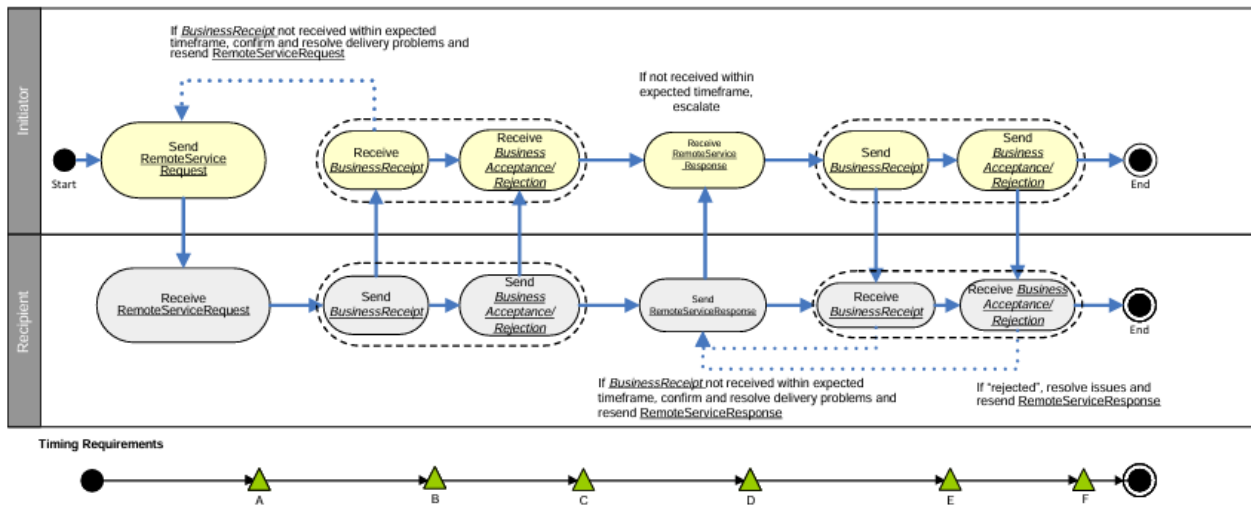 If BusinessReceipt not received within expected
timeframe, confirm and resolve delivery problems and
resend RemoteServiceRequest
If not received within
expected timeframe,
escalate
Initiator
Start
Send
RemoteService
Request
Receive
BusinessReceipt
Receive
Business
Acceptance/
Rejection
Receive
RemoteService
Response
Send
BusinessReceipt
Send
Business
Acceptance/
Rejection
End
Recipient
Receive
RemoteServiceRequest
Send
BusinessReceipt
Send
Business
Acceptance/
Rejection
Send
RemoteServiceResponse
Receive
BusinessReceipt
Receive Business
Acceptance/
Rejection
End
If BusinessReceipt not received within expected
timeframe, confirm and resolve delivery problems and
resend RemoteServiceResponse
If “rejected”, resolve issues and
resend RemoteServiceResponse
Timing Requirements
A
B
C
D
E
F